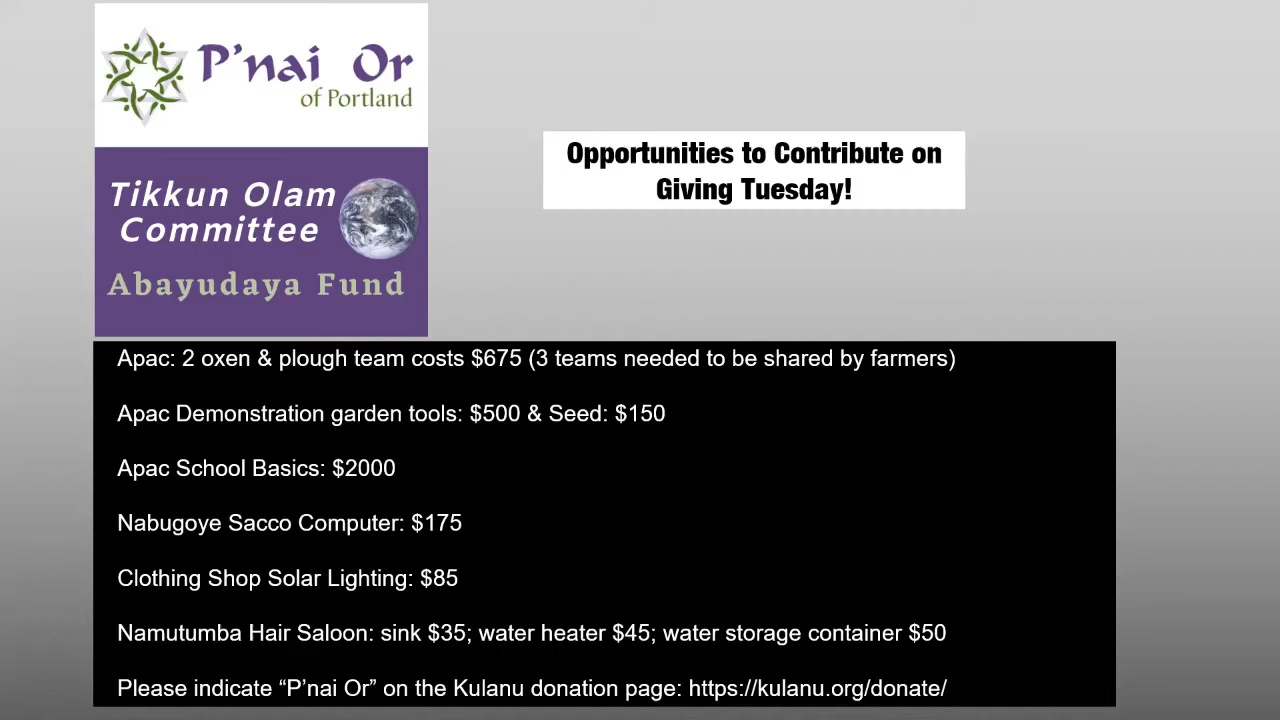 P'nai Or
of Portland
Tikkun Olam
Committee
Abayudaya Fund
Opportunities to Contribute on
Giving Tuesday!
Apac: 2 oxen & plough team costs $675 (3 teams needed to be shared by farmers)
Apac Demonstration garden tools: $500 & Seed: $150
Apac School Basics: $2000
Nabugoye Sacco Computer: $175
Clothing Shop Solar Lighting: $85
Namutumba Hair Saloon: sink $35; water heater $45; water storage container $50
Please indicate “P’nai Or” on the Kulanu donation page: https://kulanu.org/donate/